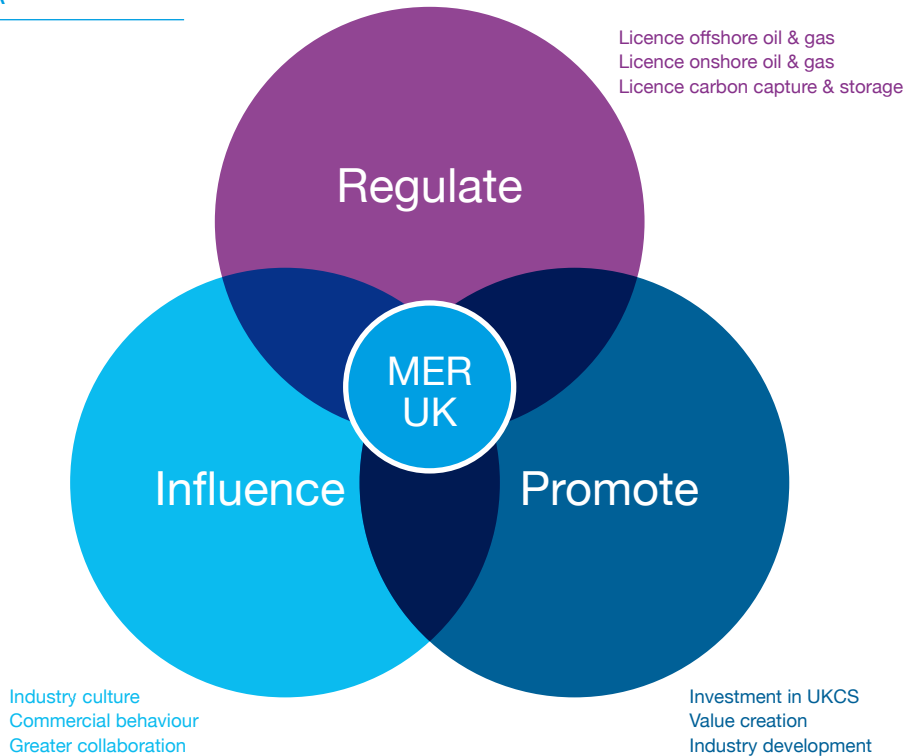 Licence offshore oil & gas
Licence onshore oil & gas
Licence carbon capture & storage
Regulate
MER
UK
Influence
Promote
Industry culture
Commercial behaviour
Greater collaboration
Investment in UKCS
Value creation
Industry development